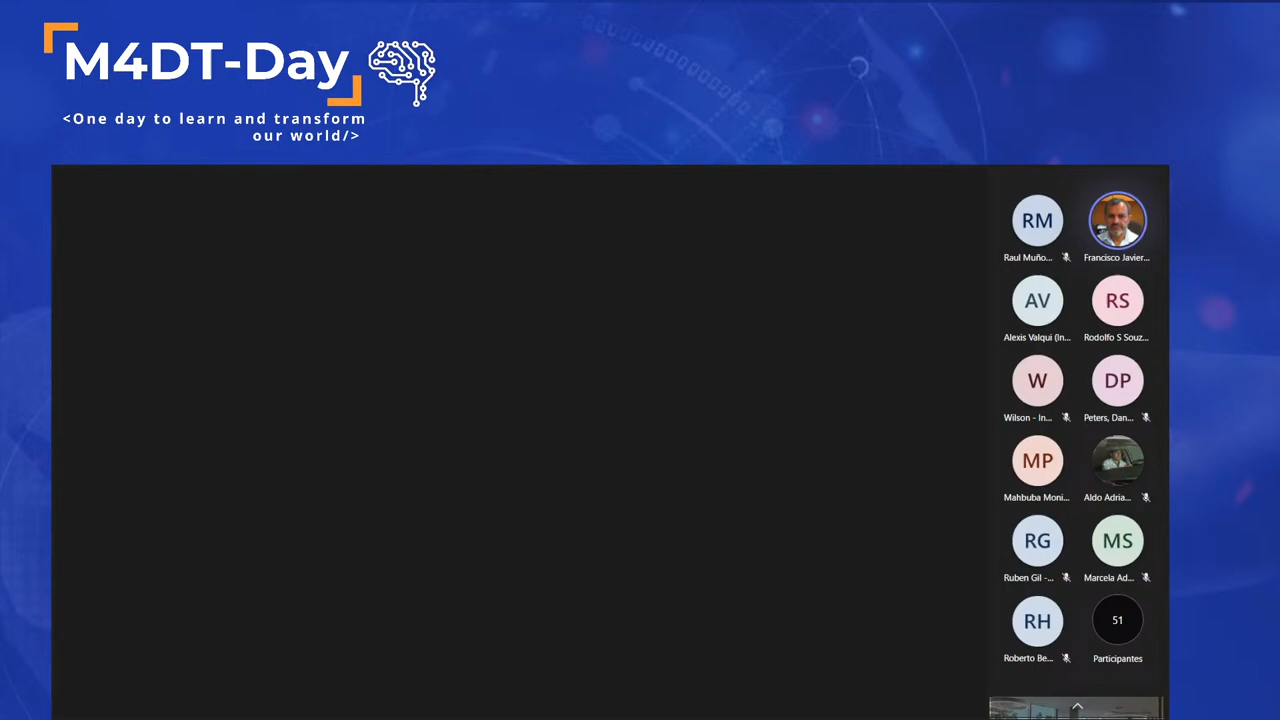 M4DT-Day
<One day to learn and transform
our world/>
RM
Raul Muño...
Francisco Javier...
AV
Alexis Valqui (In...
RS
Rodolfo S Souz...
W
Wilson - In...
DP
Peters, Dan...
MP
Mahbuba Moni...
Aldo Adria...
RG
Ruben Gil -...
MS
Marcela Ad...
RH
Roberto Be...
51
Participantes